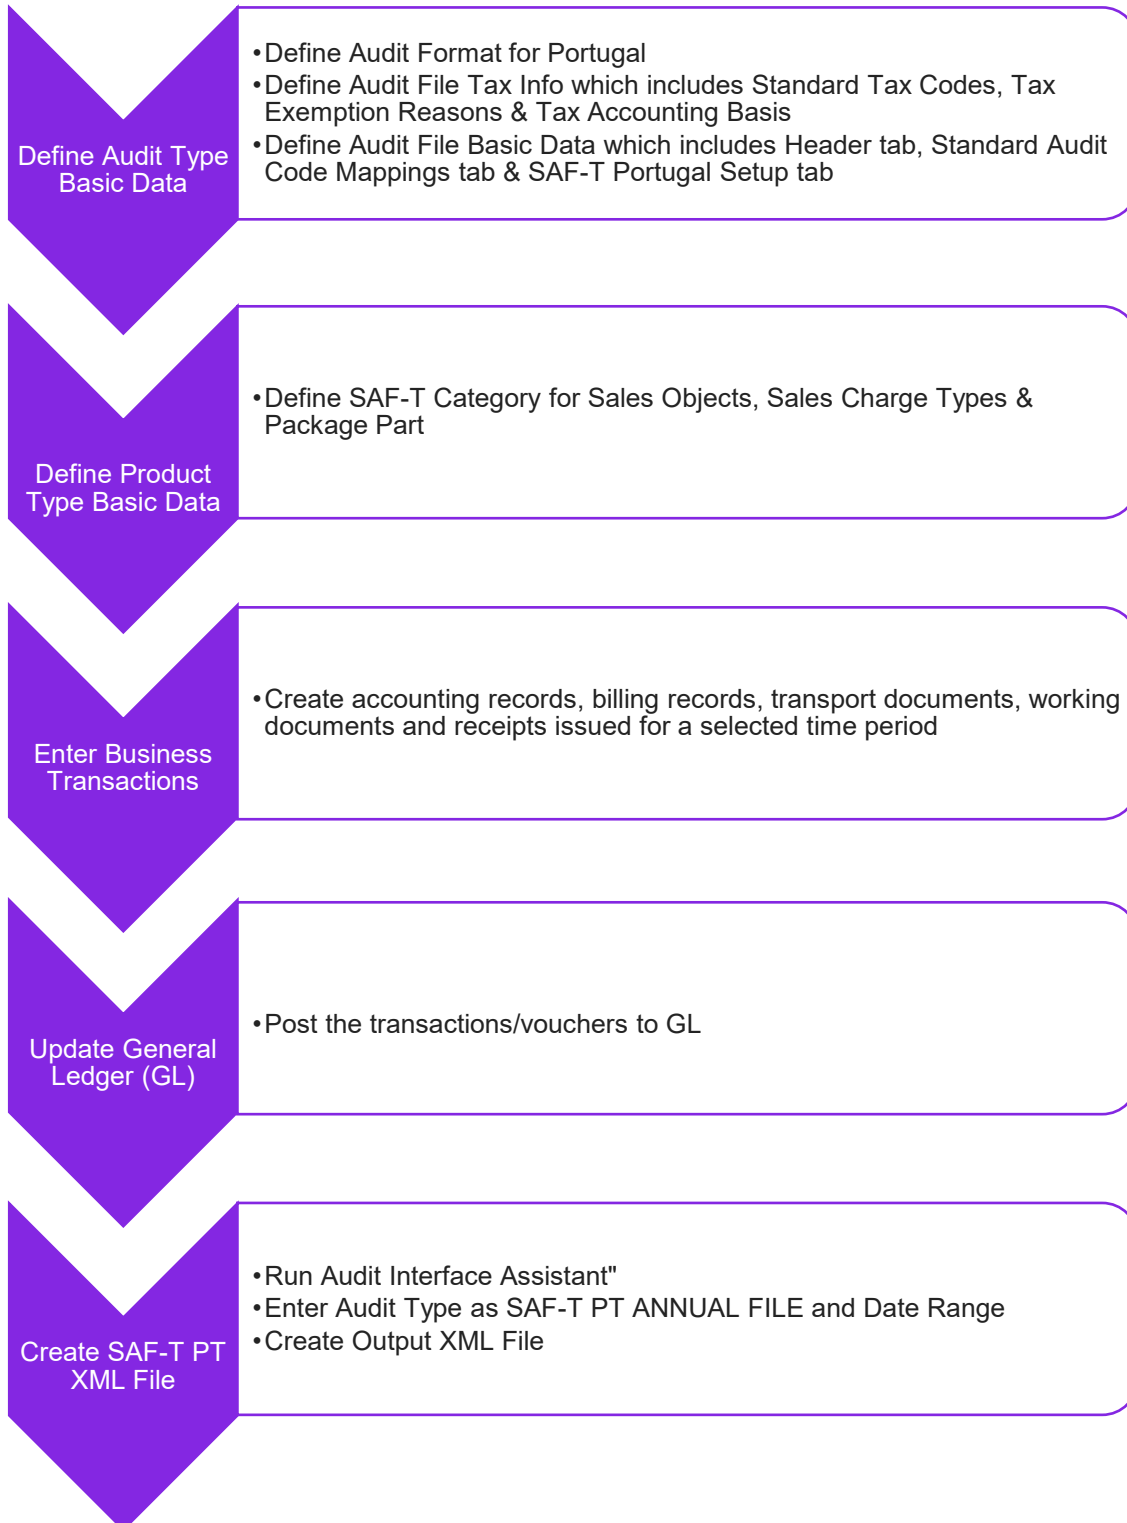 Define Audit Type
Basic Data
•Define Audit Format for Portugal
•Define Audit File Tax Info which includes Standard Tax Codes, Tax
Exemption Reasons & Tax Accounting Basis
•Define Audit File Basic Data which includes Header tab, Standard Audit
Code Mappings tab & SAF-T Portugal Setup tab
Define Product
Type Basic Data
•Define SAF-T Category for Sales Objects, Sales Charge Types &
Package Part
Enter Business
Transactions
•Create accounting records, billing records, transport documents, working
documents and receipts issued for a selected time period
Update General
Ledger (GL)
•Post the transactions/vouchers to GL
Create SAF-T PT
XML File
•Run Audit Interface Assistant"
•Enter Audit Type as SAF-T PT ANNUAL FILE and Date Range
•Create Output XML File